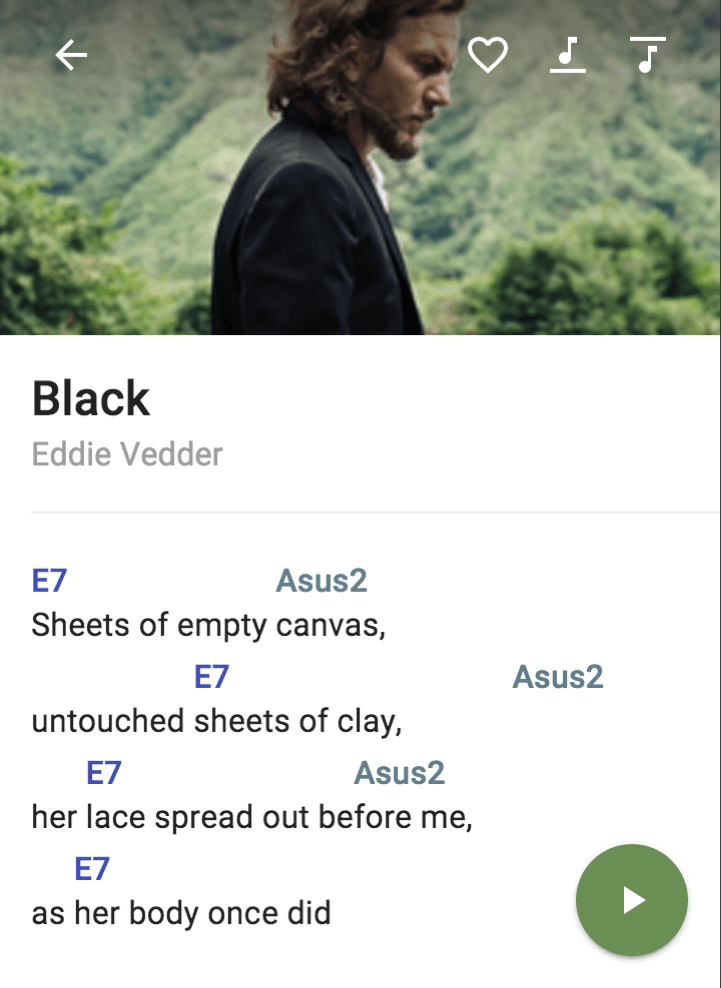 Black
Eddie Vedder
E7 Asus2
Sheets of empty canvas,
E7 Asus2
untouched sheets of clay,
E7 Asus2
her lace spread out before me,
E7
as her body once did